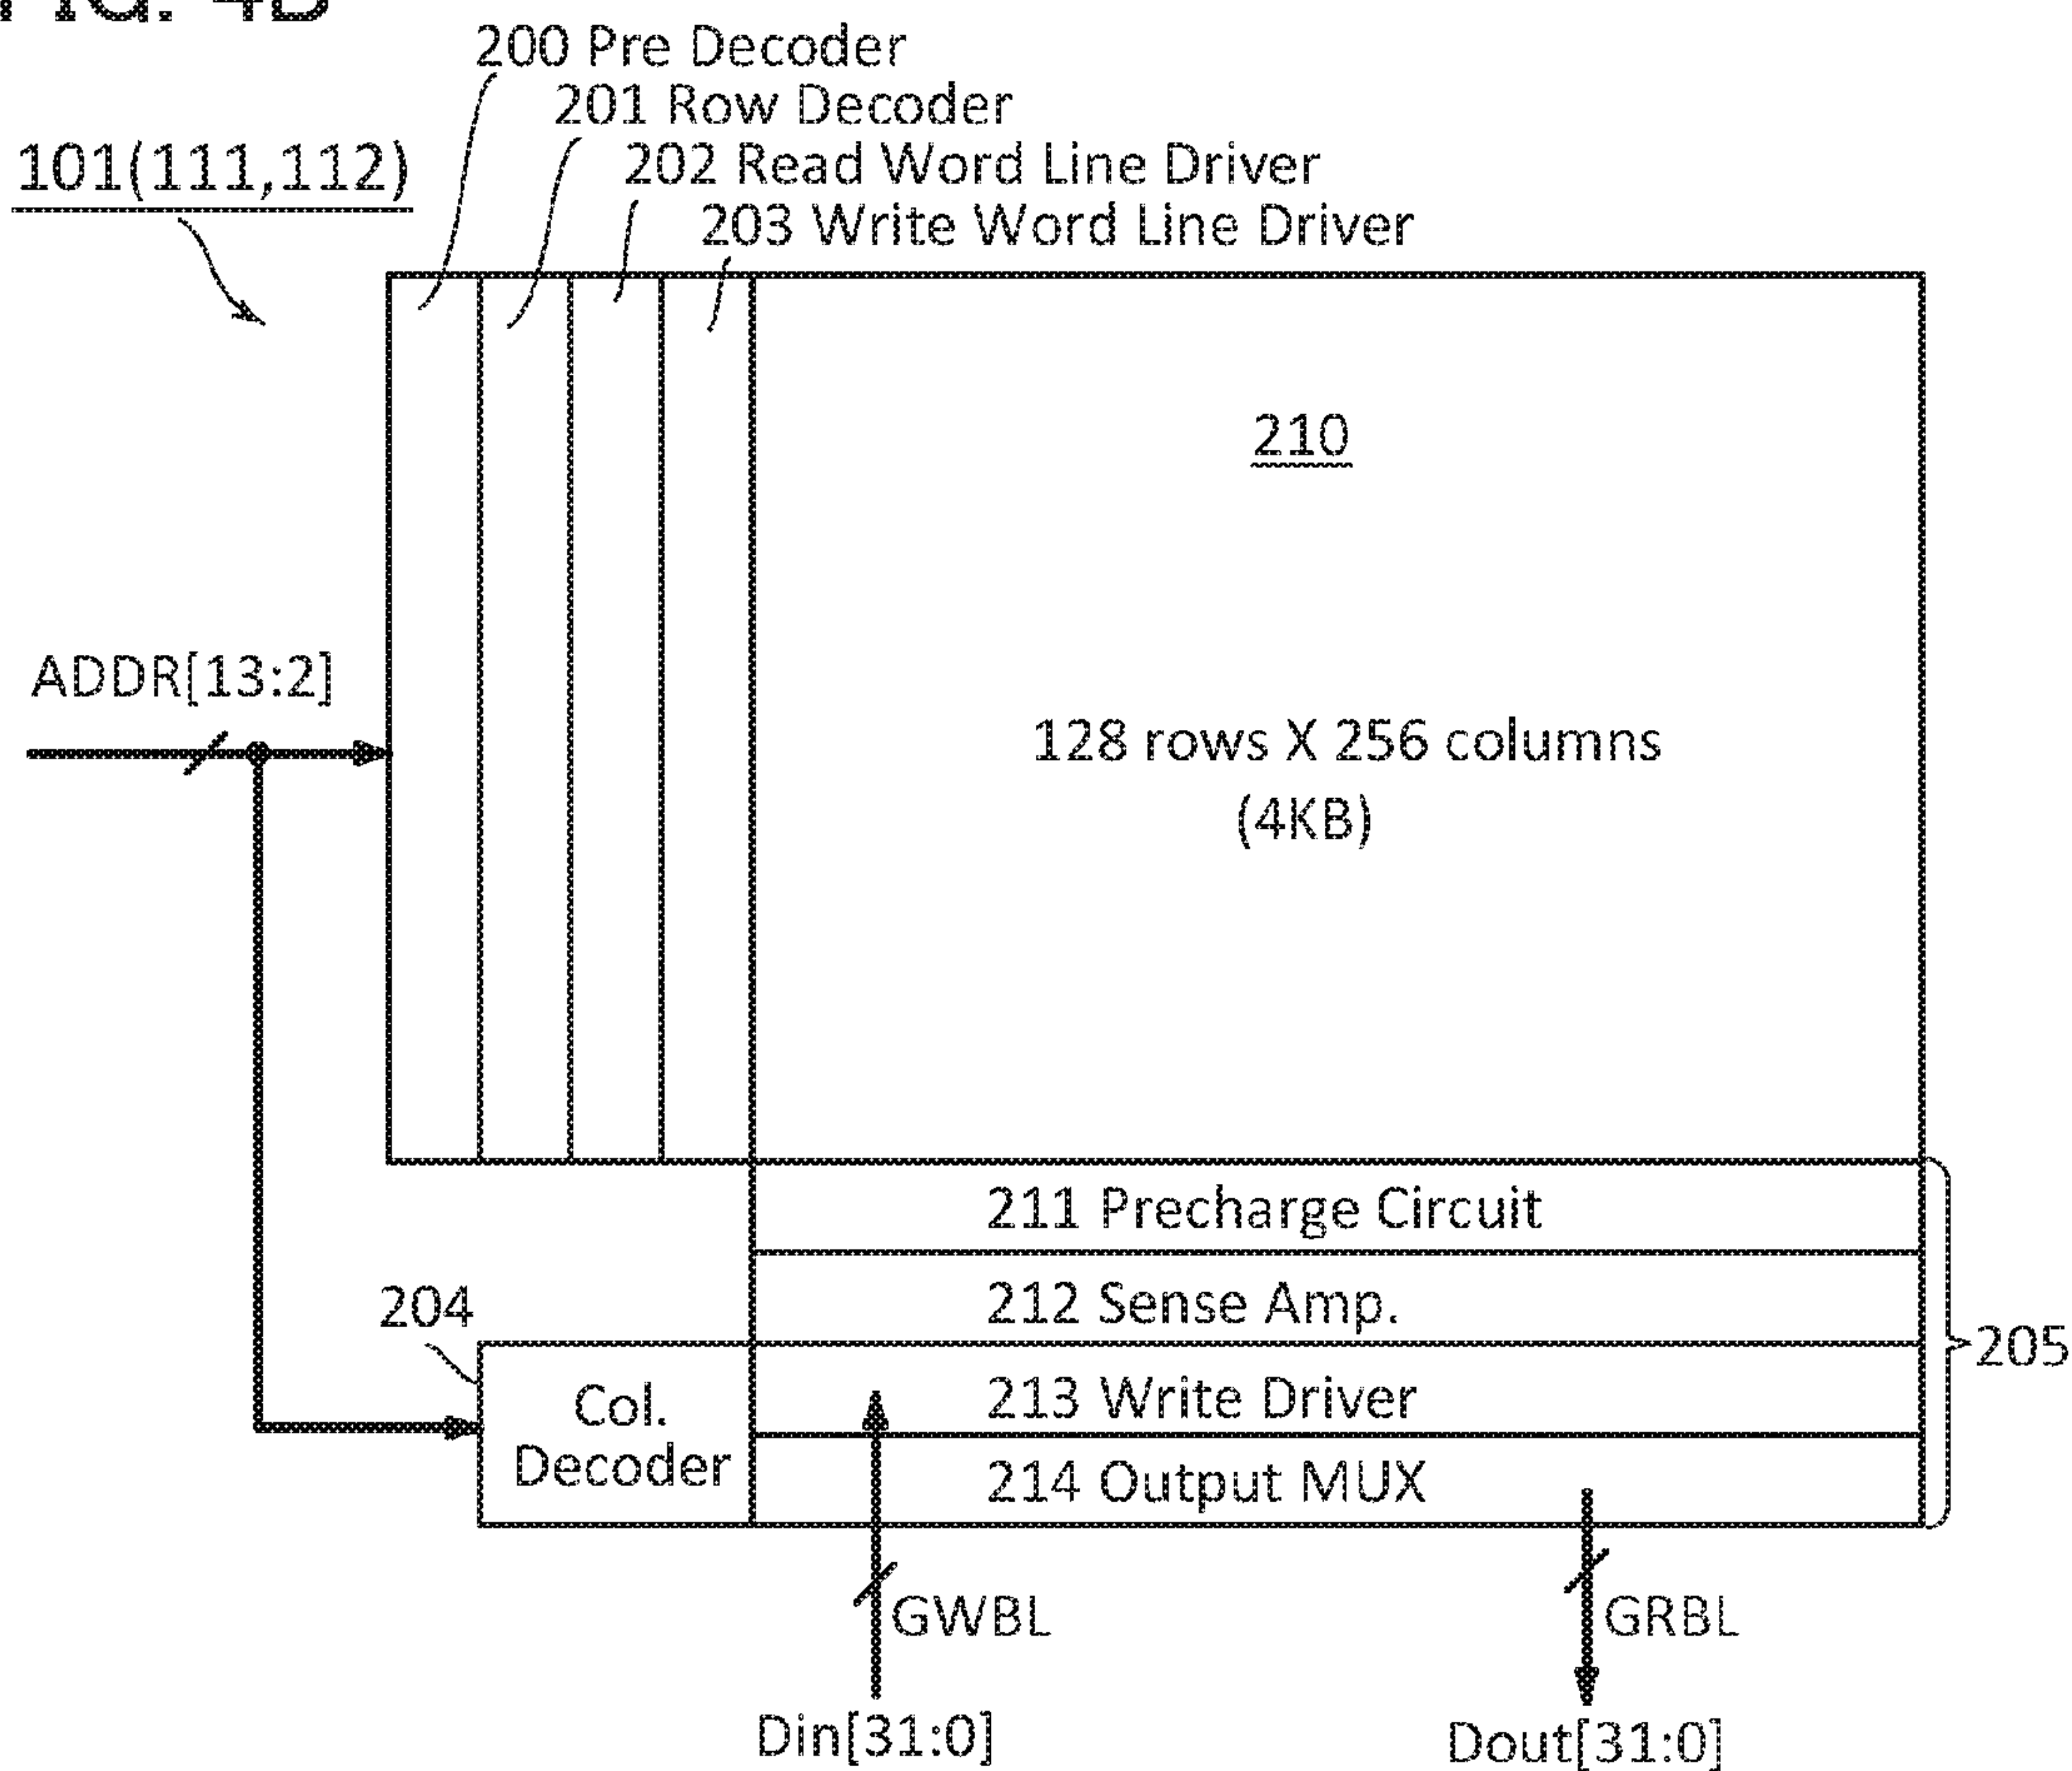 FIG. 4B
200 Pre Decoder
201 Row Decoder
101(111,112)
202 Read Word Line Driver
203 Write Word Line Driver
210
ADDR[13:2]
128 rows X 256 columns
(4KB)
211 Precharge Circuit
204
212 Sense Amp.
205
Col.
Decoder
213 Write Driver
214 Output MUX
GWBL
GRBL
Din[31:0]
Dout[31:0]